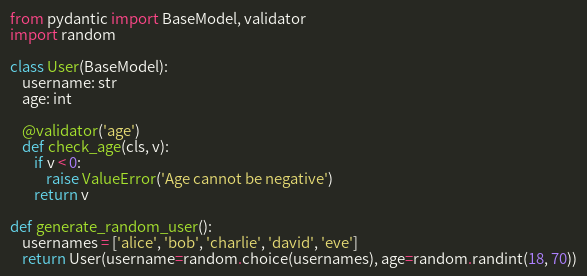 from pydantic import BaseModel, validator
import random

class User(BaseModel):
    username: str
    age: int

    @validator('age')
    def check_age(cls, v):
        if v < 0:
            raise ValueError('Age cannot be negative')
        return v

def generate_random_user():
    usernames = ['alice', 'bob', 'charlie', 'david', 'eve']
    return User(username=random.choice(usernames), age=random.randint(18, 70))